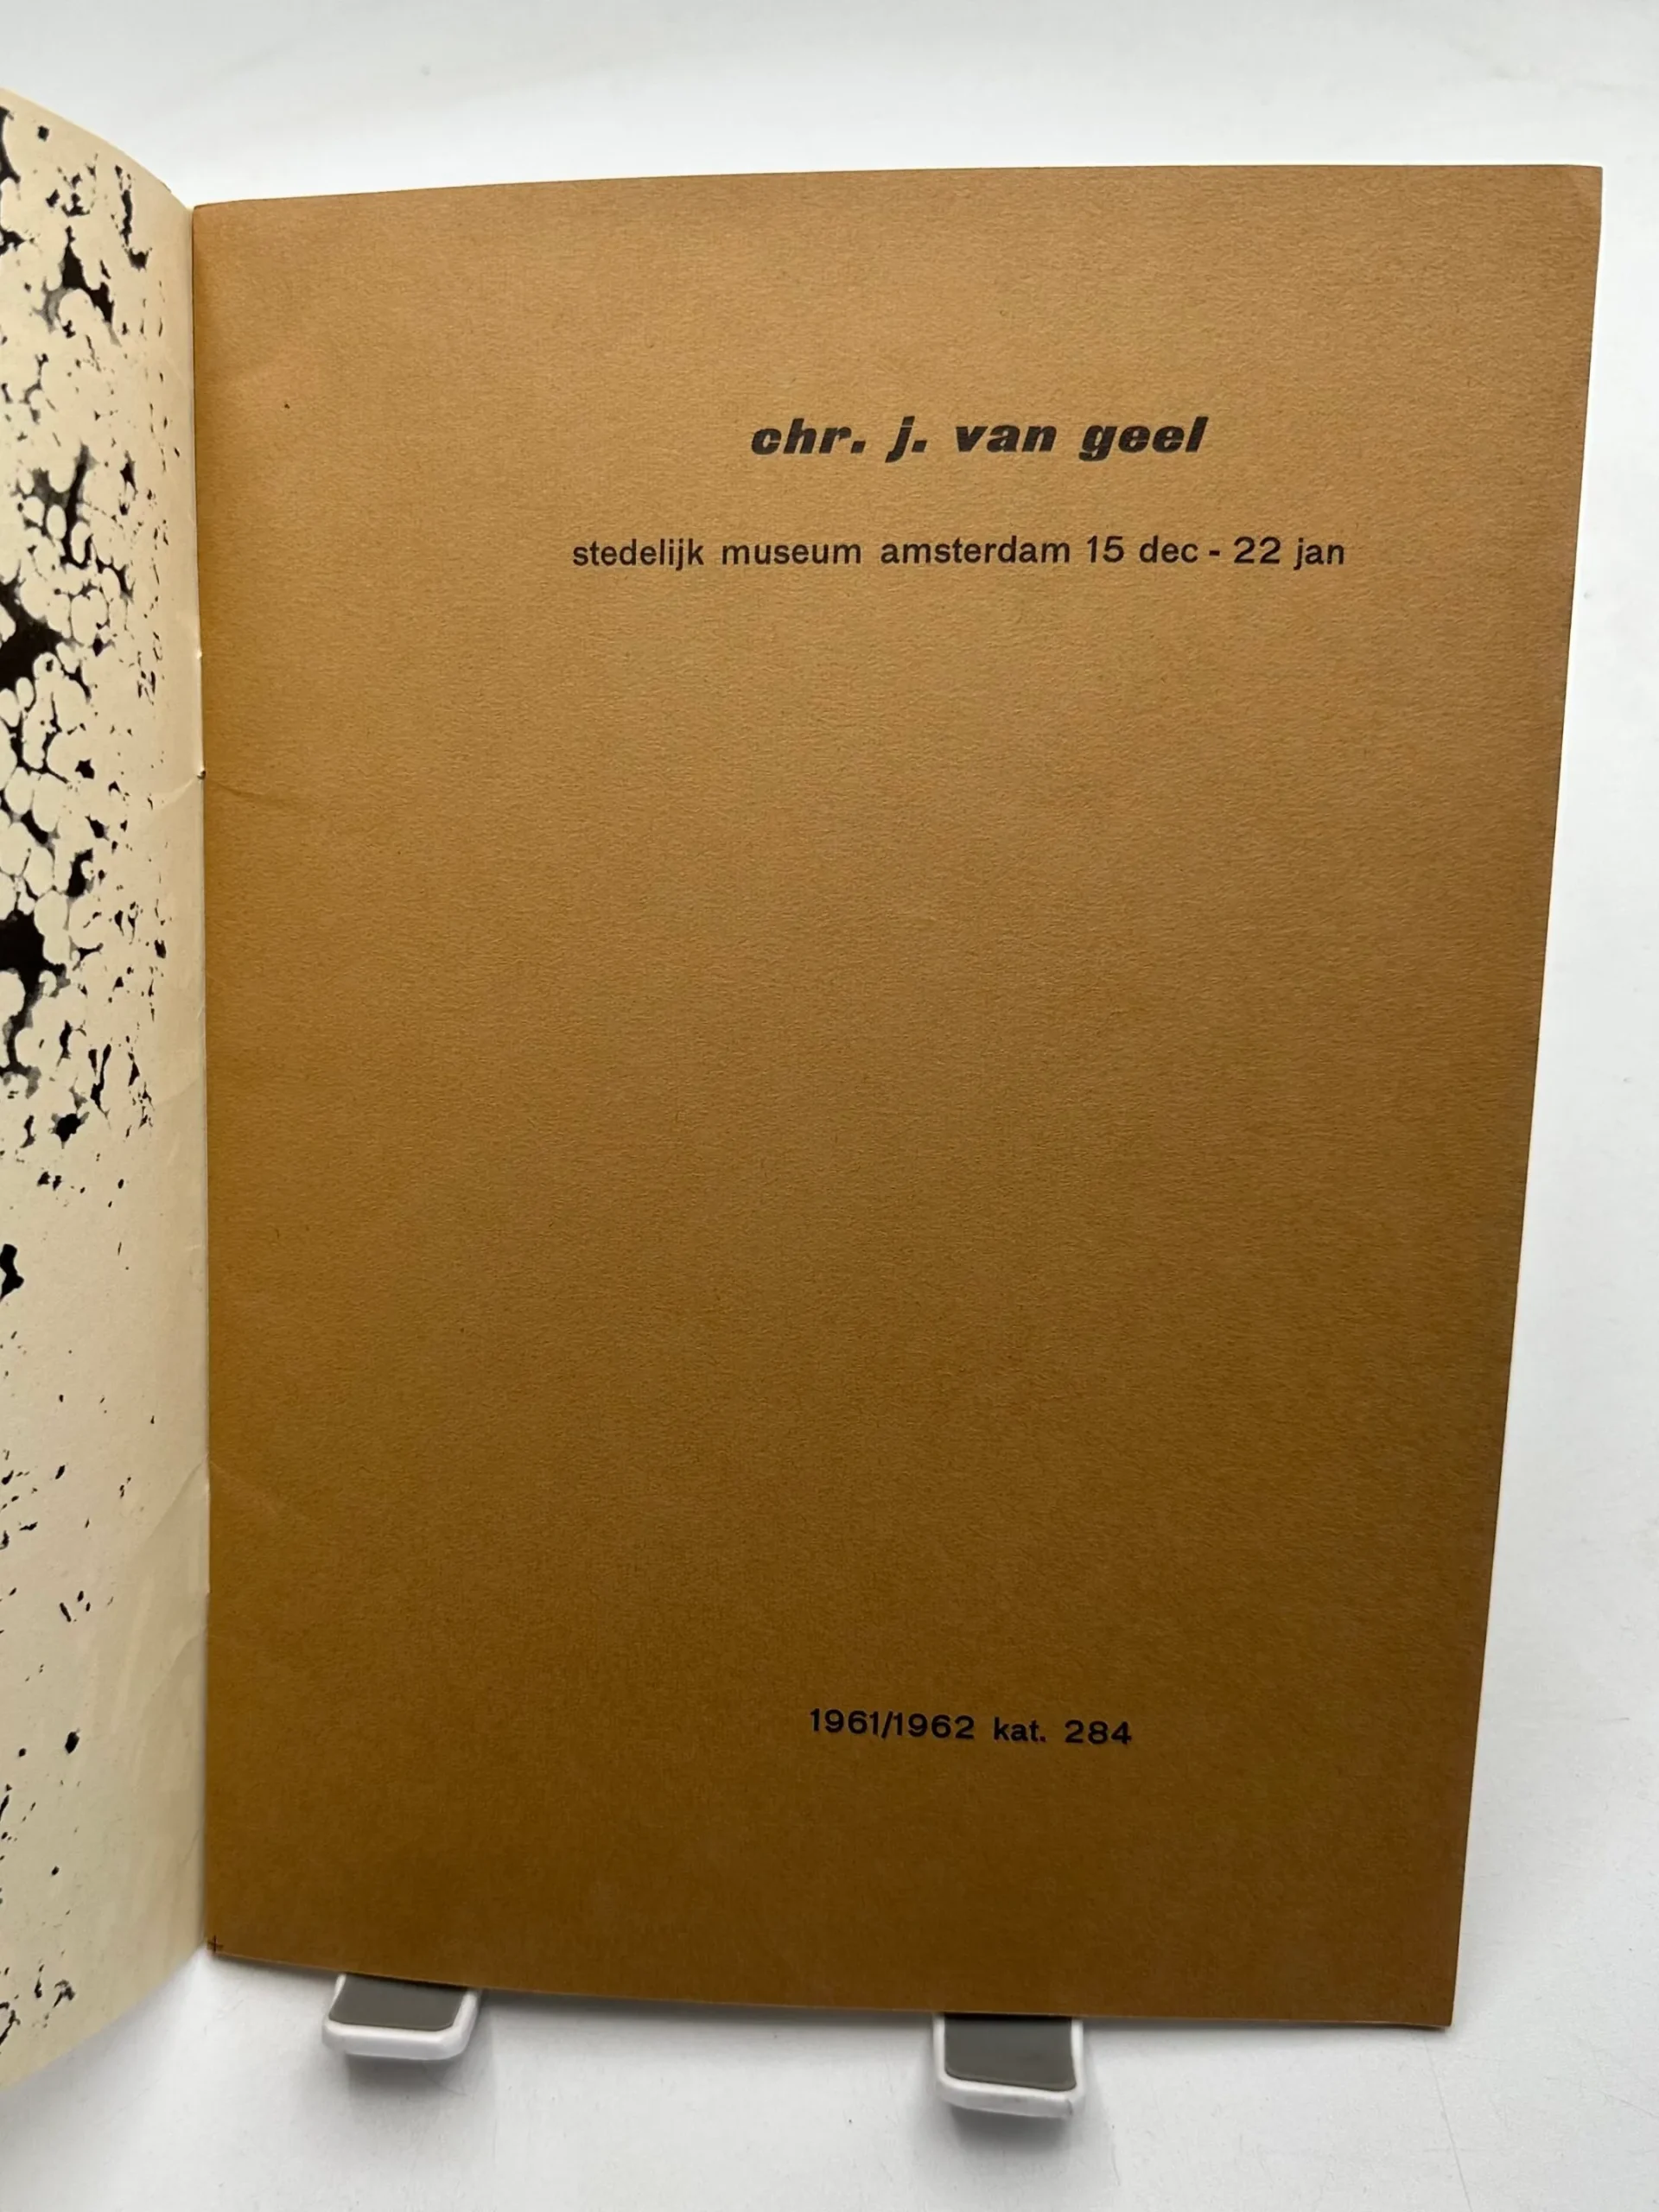 chr. j. van geel
stedelijk museum amsterdam 15 dec - 22 jan
1961/1962 kat. 284